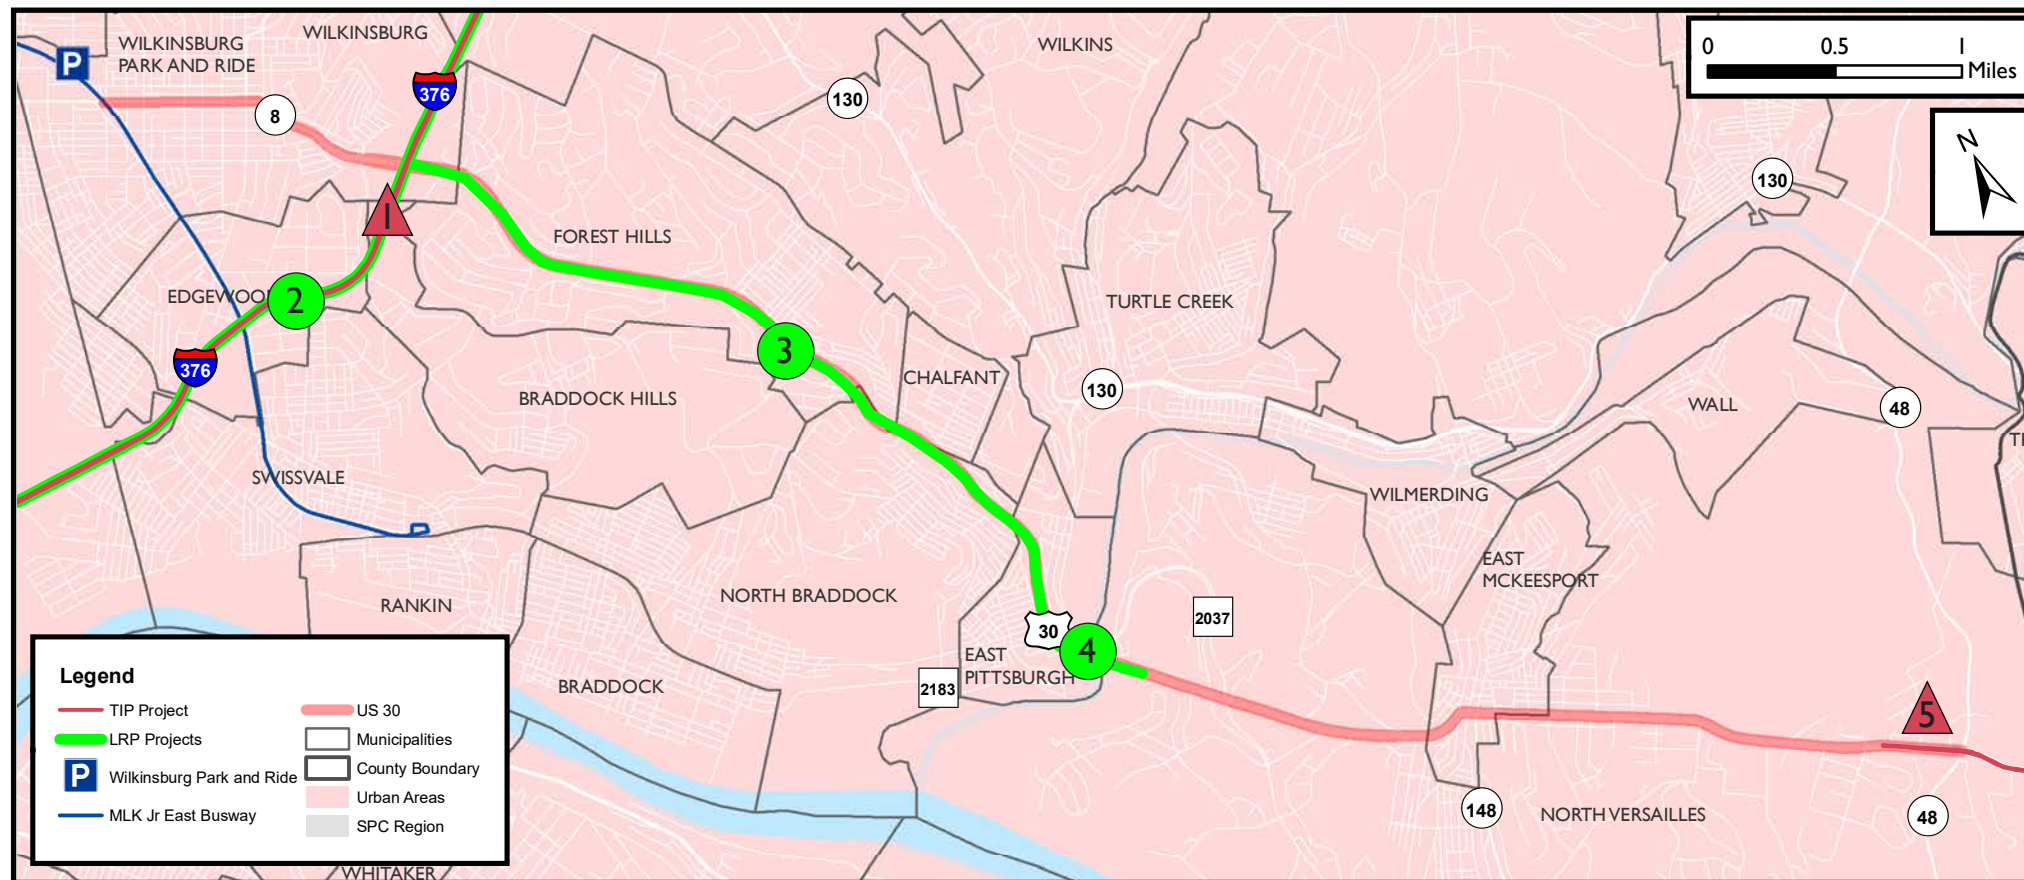 WILKINSBURG
PARK AND RIDE
P
WILKINSBURG
376
8
130
WILKINS
0 0.5 1
Miles
N
130
1
FOREST HILLS
EDGEWOO
2
376
3
TURTLE CREEK
CHALFANT
130
BRADDOCK HILLS
WALL
48
SWISSVALE
WILMERDING
EAST
MCKEESPORT
RANKIN
NORTH BRADDOCK
30
4
2037
EAST
PITTSBURGH
2183
BRADDOCK
5
148
NORTH VERSAILLES
48
WHITAKER
Legend
TIP Project
LRP Projects
P Wilkinsburg Park and Ride
MLK Jr East Busway
US 30
Municipalities
County Boundary
Urban Areas
SPC Region